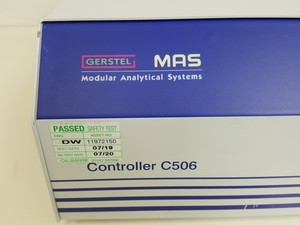 GERSTEL MAS
Modular Analytical Systems
PASSED SAFETY TEST
DW 11972150
07/19
07/20
Controller C506